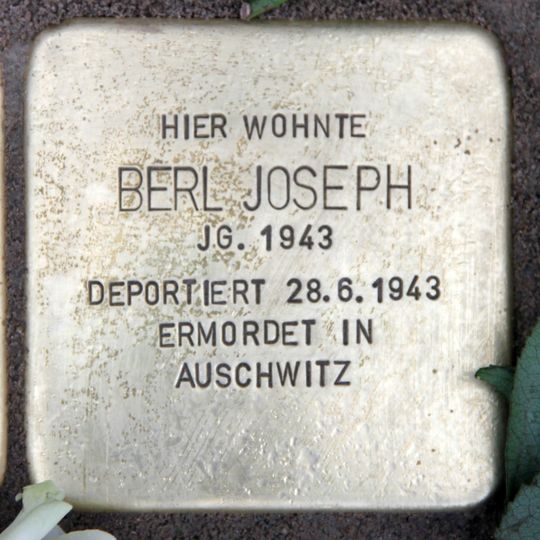 HIER WOHNTE
BERL JOSEPH
JG. 1943
DEPORTIERT 28.6.1943
ERMORDET IN
AUSCHWITZ